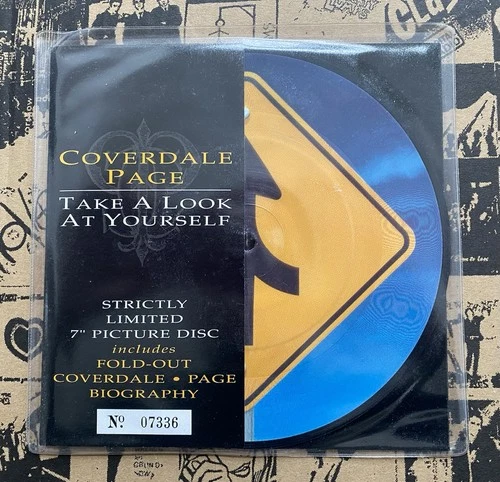 COVERDALE
PAGE
TAKE A LOOK
AT YOURSELF
STRICTLY
LIMITED
7" PICTURE DISC
includes
FOLD-OUT
COVERDALE • PAGE
BIOGRAPHY
Nº 07336